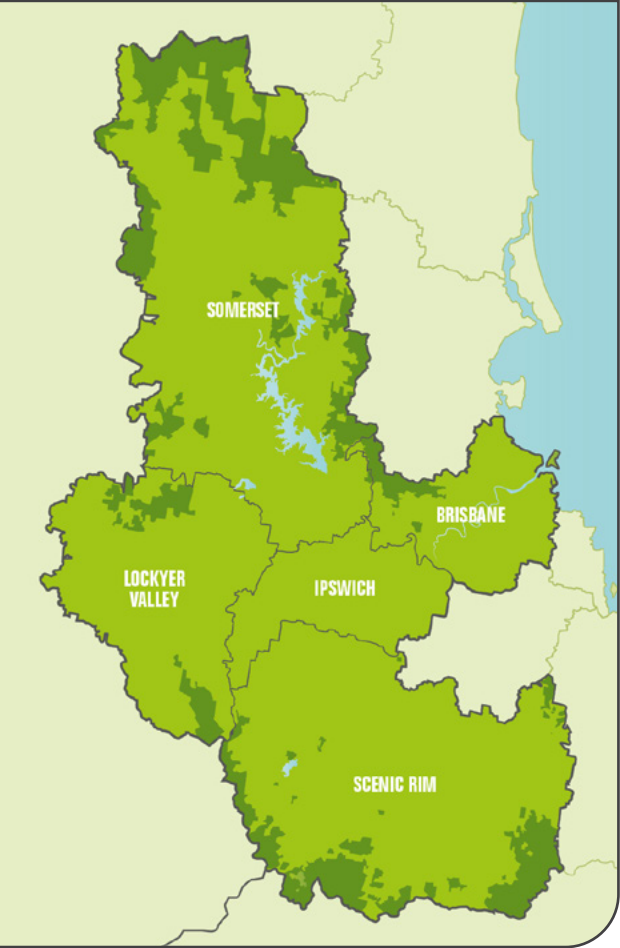 SOMERSET
BRISBANE
LOCKYER
VALLEY
IPSWICH
SCENIC RIM